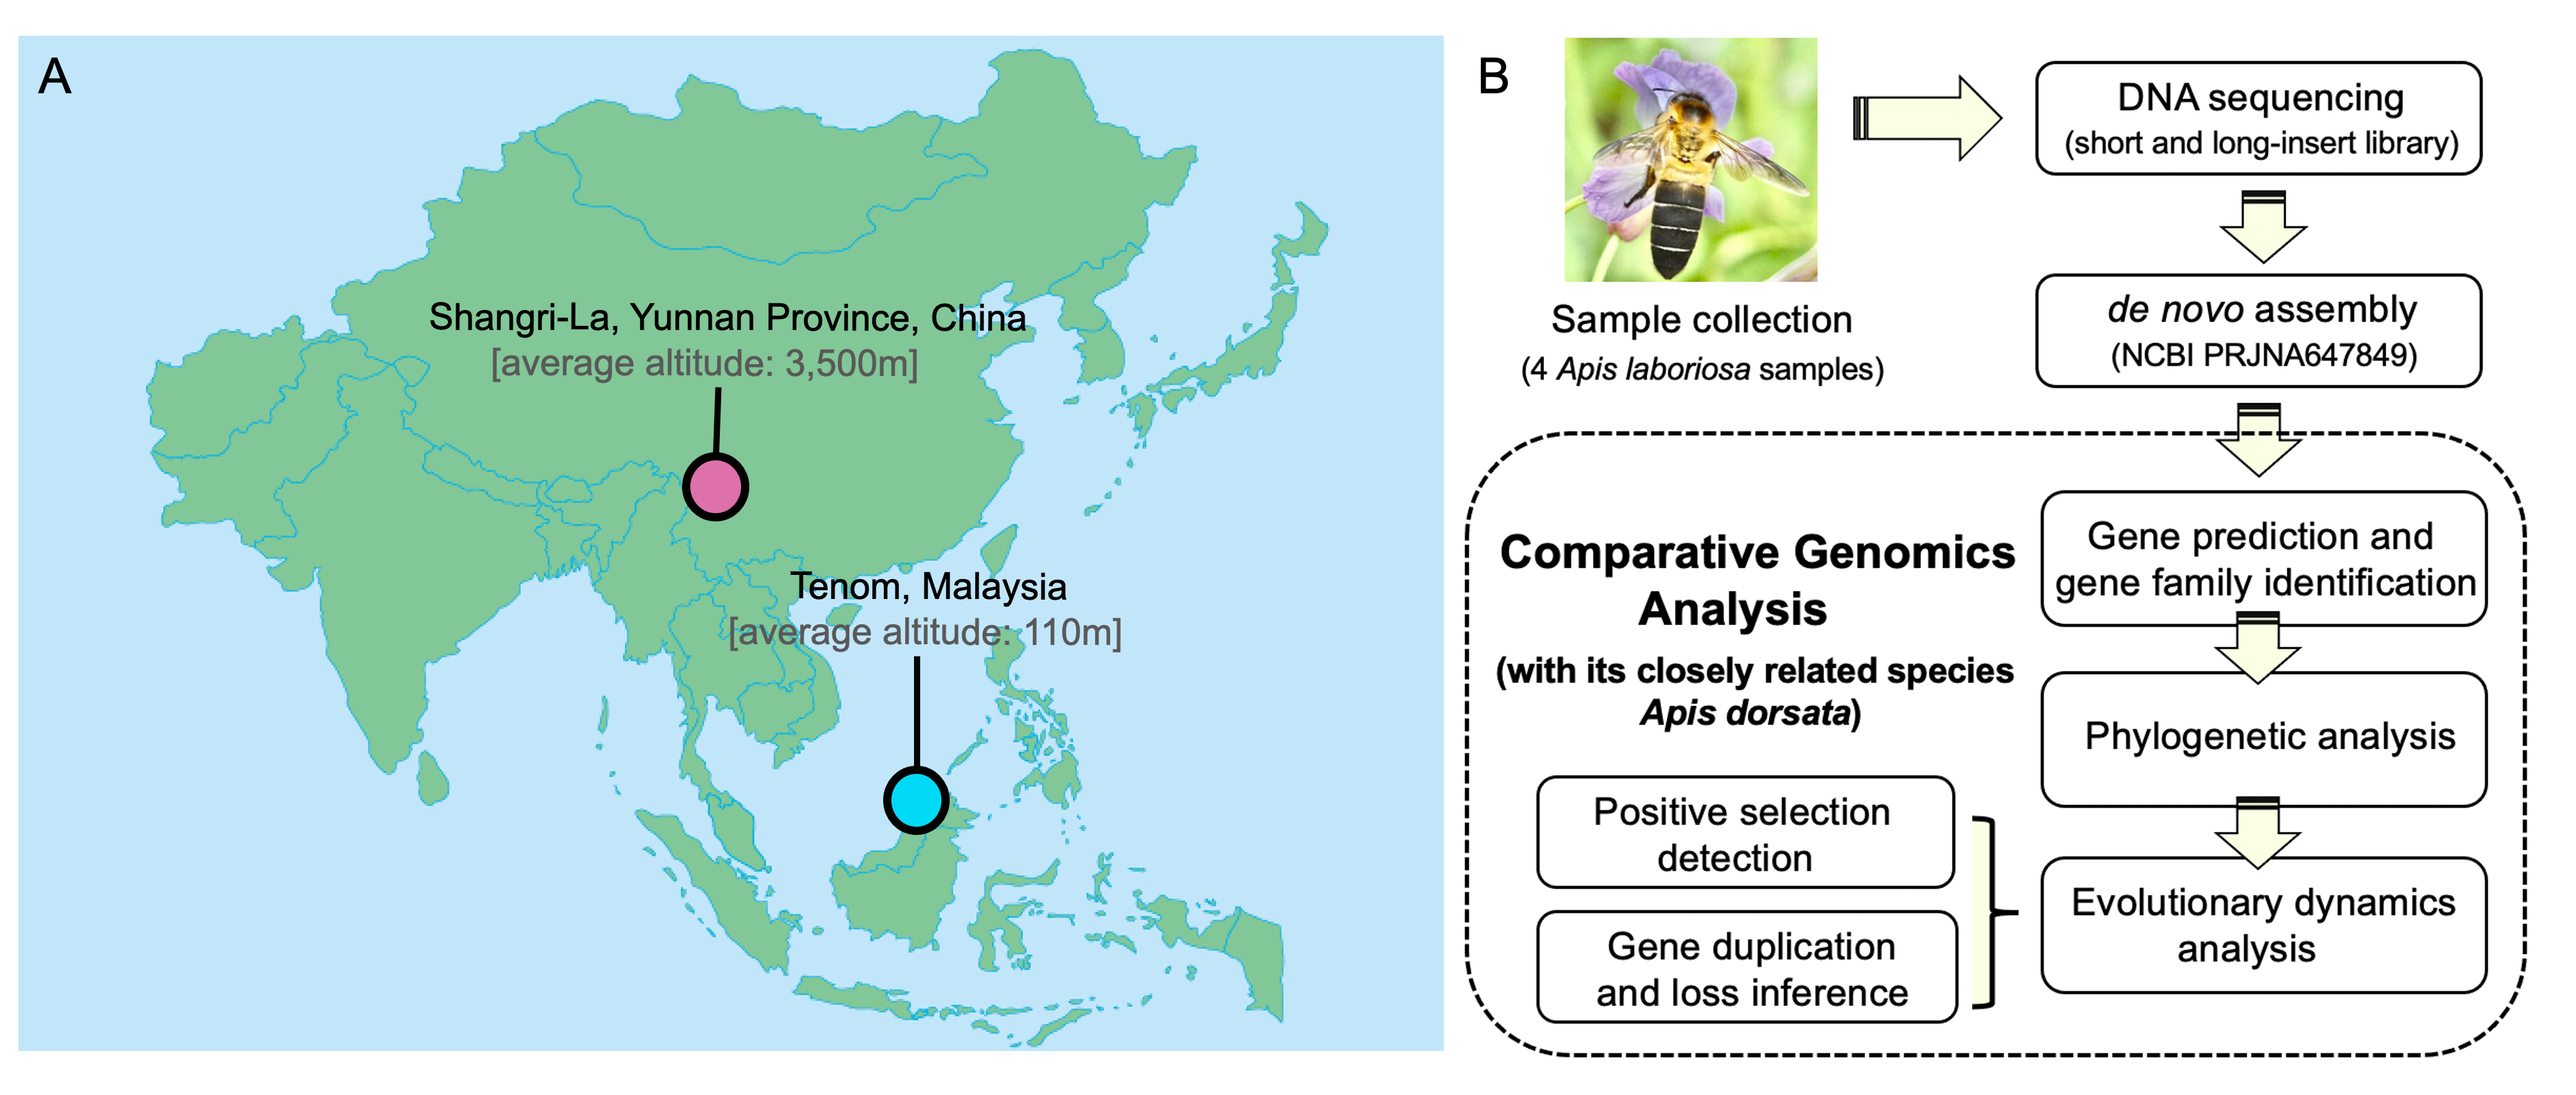 A
Shangri-La, Yunnan Province, China
[average altitude: 3,500m]
Tenom, Malaysia
[average altitude: 110m]
B
Sample collection
(4 Apis laboriosa samples)
DNA sequencing
(short and long-insert library)
de novo assembly
(NCBI PRJNA647849)
Comparative Genomics
Analysis
(with its closely related species
Apis dorsata)
Gene prediction and
gene family identification
Phylogenetic analysis
Evolutionary dynamics
analysis
Positive selection
detection
Gene duplication
and loss inference